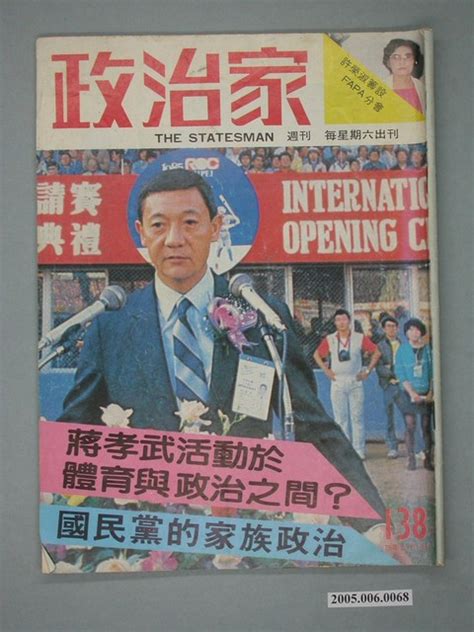 政治家
許榮淑籌設
FAPA分會
THE STATESMAN 週刊 每星期六出刊
ROC
請賽
典禮
INTERNATIO
OPENING C
蔣孝武活動於
體育與政治之間？
國民黨的家族政治
138
2005.006.0068